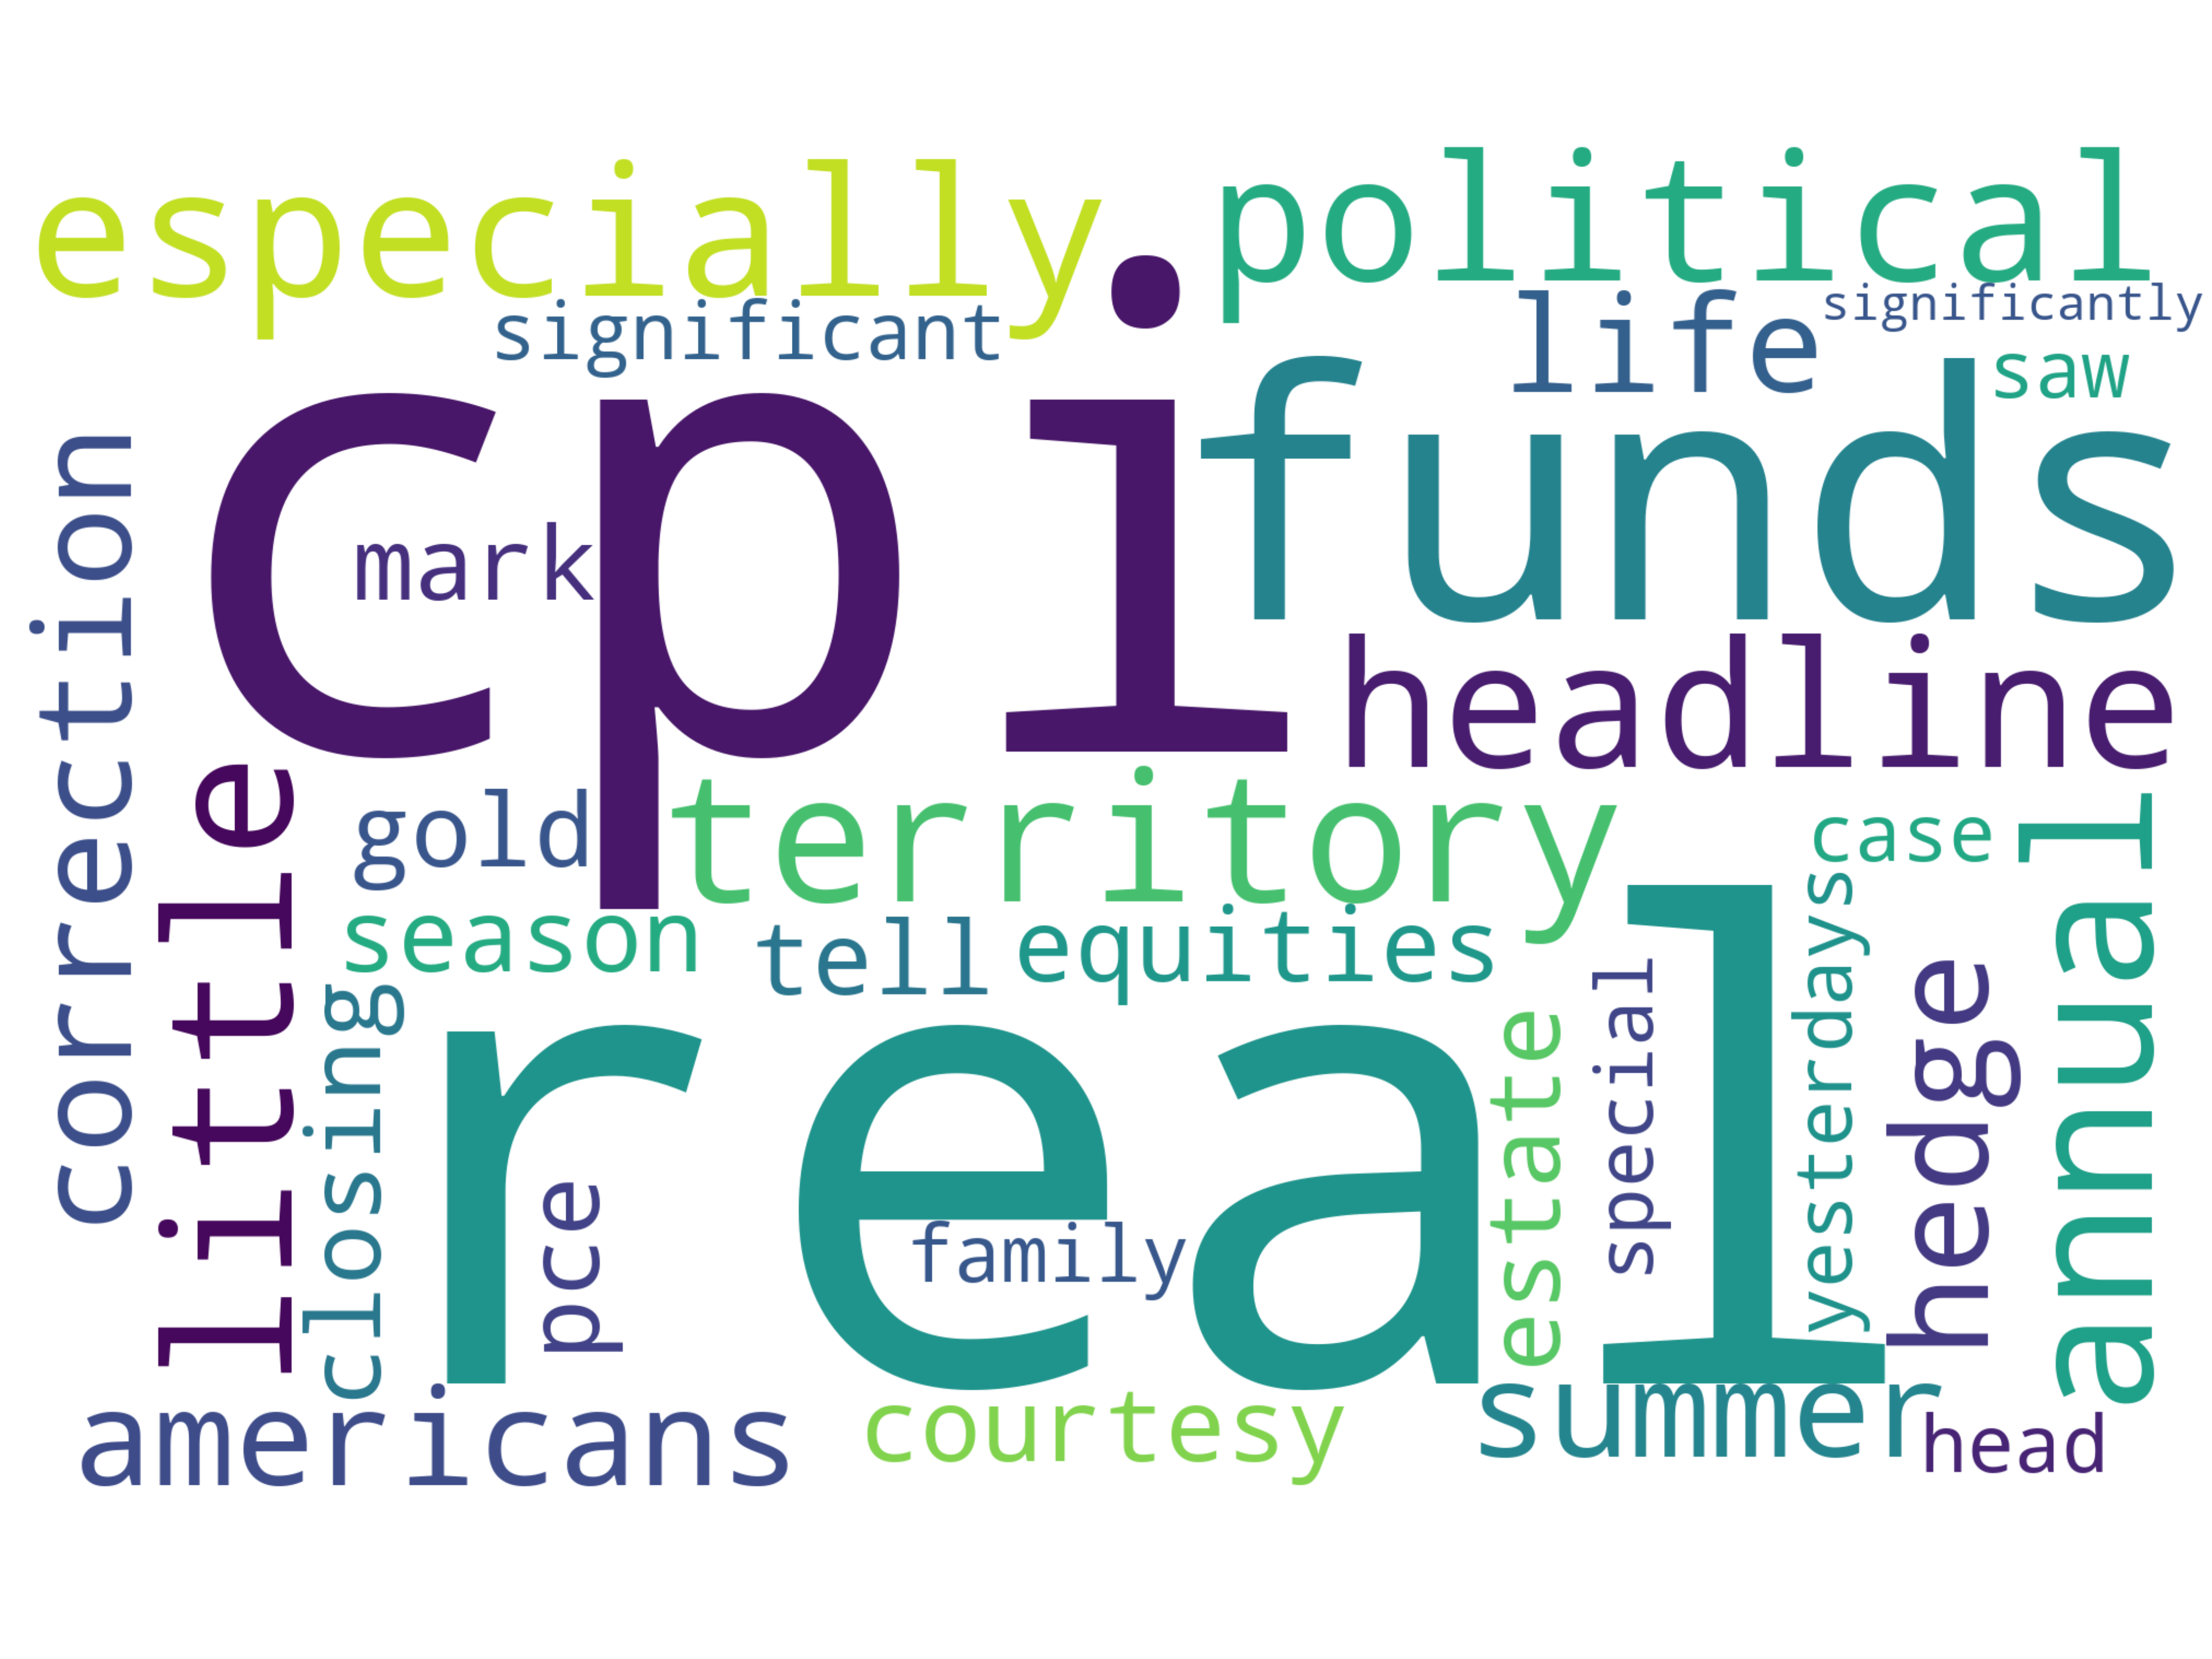 especially
political
significant
life
significantly
saw
cpi
funds
mark
headline
correction
little
gold
territory
case
annual
season
tell
equities
closing
real
estate
special
yesterdays
hedge
pce
family
americans
courtesy
summer
head